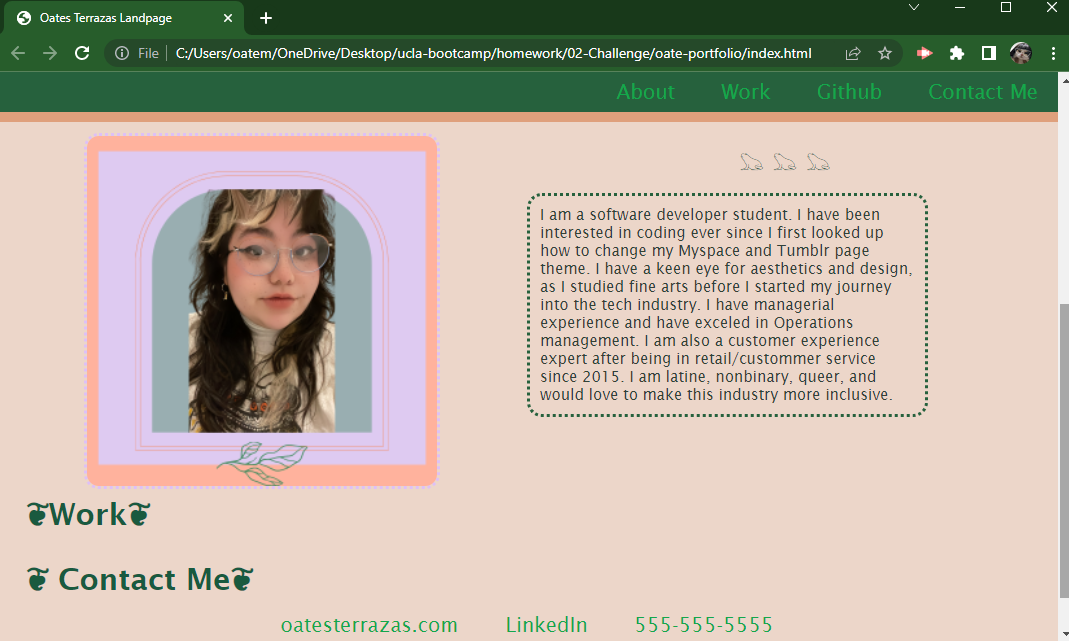 Oates Terrazas Landpage
File C:/Users/oatem/OneDrive/Desktop/ucla-bootcamp/homework/02-Challenge/oate-portfolio/index.html
About Work Github Contact Me
I am a software developer student. I have been
interested in coding ever since I first looked up
how to change my Myspace and Tumblr page
theme. I have a keen eye for aesthetics and design,
as I studied fine arts before I started my journey
into the tech industry. I have managerial
experience and have exceled in Operations
management. I am also a customer experience
expert after being in retail/custommer service
since 2015. I am latine, nonbinary, queer, and
would love to make this industry more inclusive.
❦Work❦
❦ Contact Me❦
oatesterrazas.com LinkedIn 555-555-5555